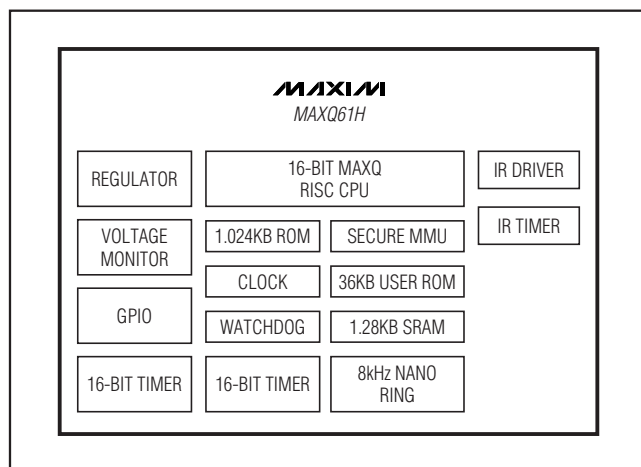 MAXIM
MAXQ61H
REGULATOR
16-BIT MAXQ
RISC CPU
IR DRIVER
VOLTAGE
MONITOR
1.024KB ROM
SECURE MMU
IR TIMER
CLOCK
36KB USER ROM
GPIO
WATCHDOG
1.28KB SRAM
16-BIT TIMER
16-BIT TIMER
8kHz NANO
RING